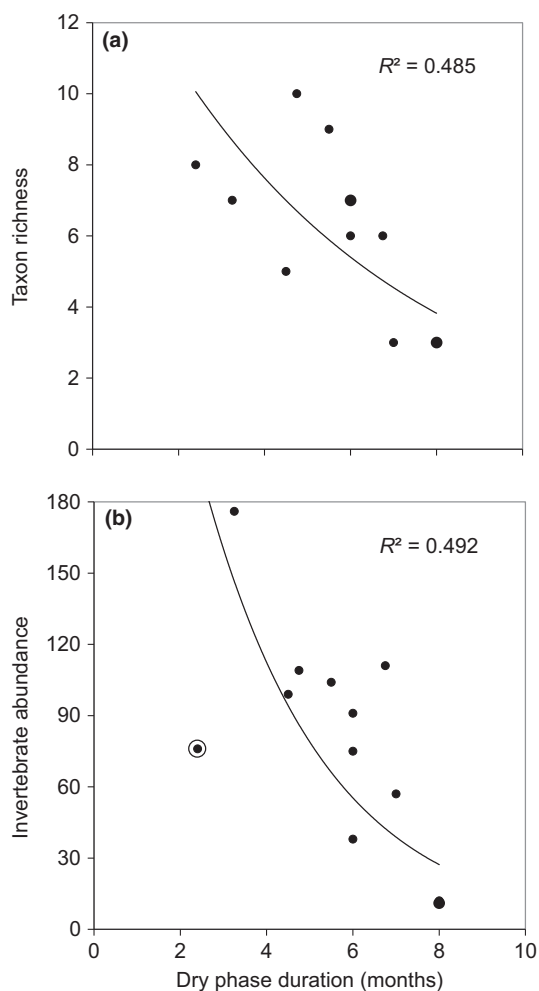 12
(a)
R² = 0.485
10
8
6
4
2
0
Taxon richness
180
(b)
R² = 0.492
150
120
90
60
30
0
Invertebrate abundance
0 2 4 6 8 10
Dry phase duration (months)